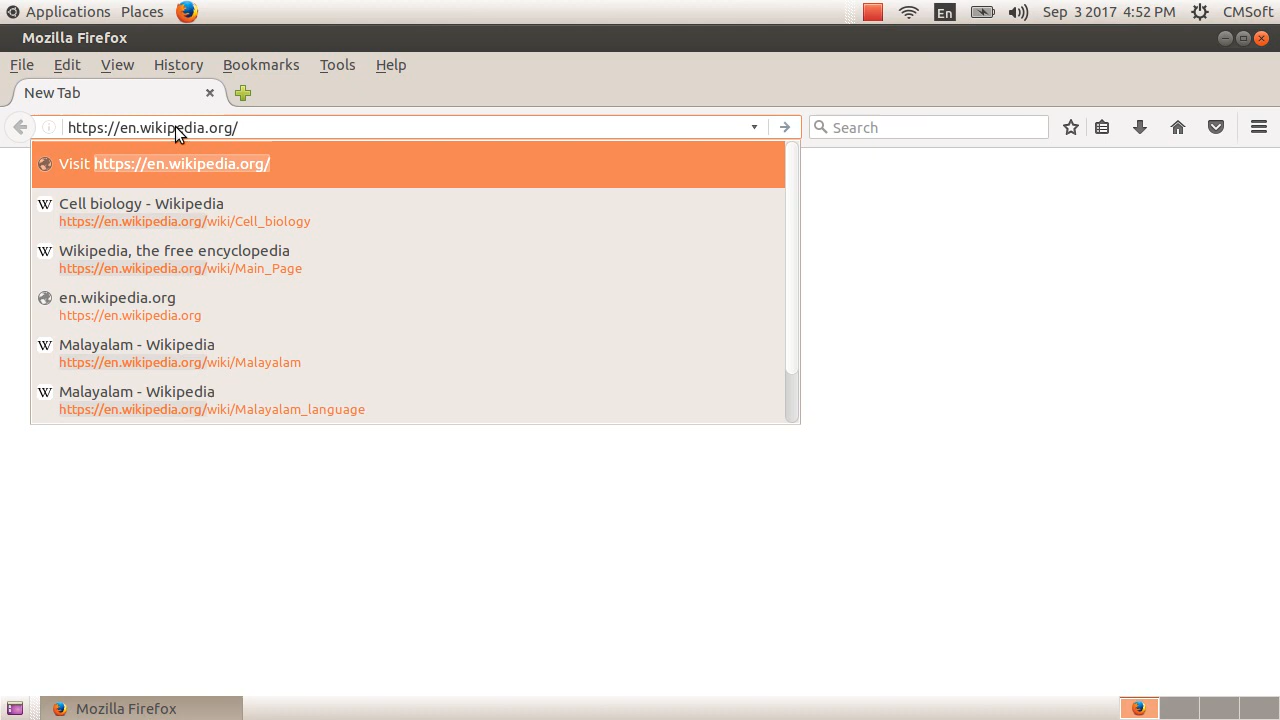 Applications Places En Sep 3 2017 4:52 PM CMSoft
Mozilla Firefox
File Edit View History Bookmarks Tools Help
New Tab
https://en.wikipedia.org/ Search
Visit https://en.wikipedia.org/
W Cell biology - Wikipedia
https://en.wikipedia.org/wiki/Cell_biology
W Wikipedia, the free encyclopedia
https://en.wikipedia.org/wiki/Main_Page
en.wikipedia.org
https://en.wikipedia.org
W Malayalam - Wikipedia
https://en.wikipedia.org/wiki/Malayalam
W Malayalam - Wikipedia
https://en.wikipedia.org/wiki/Malayalam_language
Mozilla Firefox